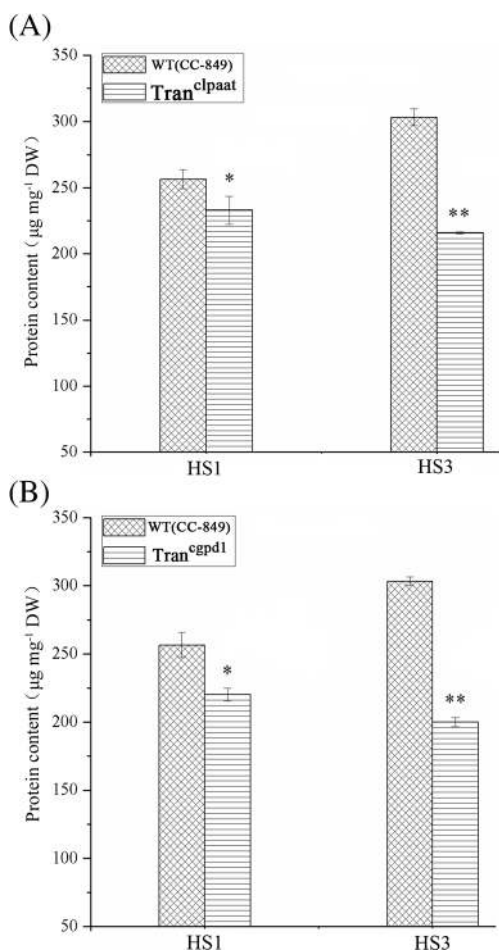 (A)
350
300
250
200
150
100
50
Protein content ( μg mg⁻¹ DW)
WT(CC-849)
Tran^clpaat
*
**
HS1
HS3
(B)
350
300
250
200
150
100
50
Protein content ( μg mg⁻¹ DW)
WT(CC-849)
Tran^cgpd1
*
**
HS1
HS3